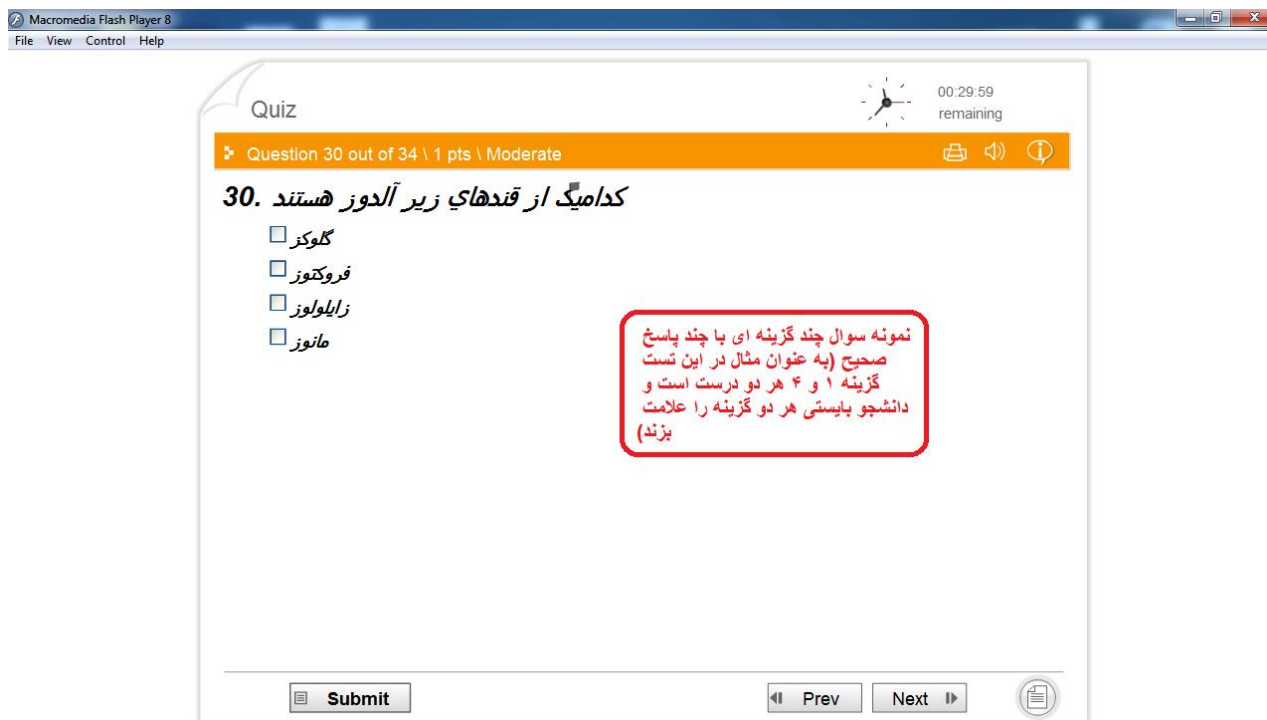 Macromedia Flash Player 8
File View Control Help
Quiz
00:29:59
remaining
Question 30 out of 34 \ 1 pts \ Moderate
30. کداميک از قندهاي زير آلدوز هستند
گلوکز
فروکتوز
زايلولوز
مانوز
نمونه سوال چند گزینه ای با چند پاسخ
صحیح (به عنوان مثال در این تست
گزینه ۱ و ۴ هر دو درست است و
دانشجو بایستی هر دو گزینه را علامت
بزند)
Submit
Prev
Next